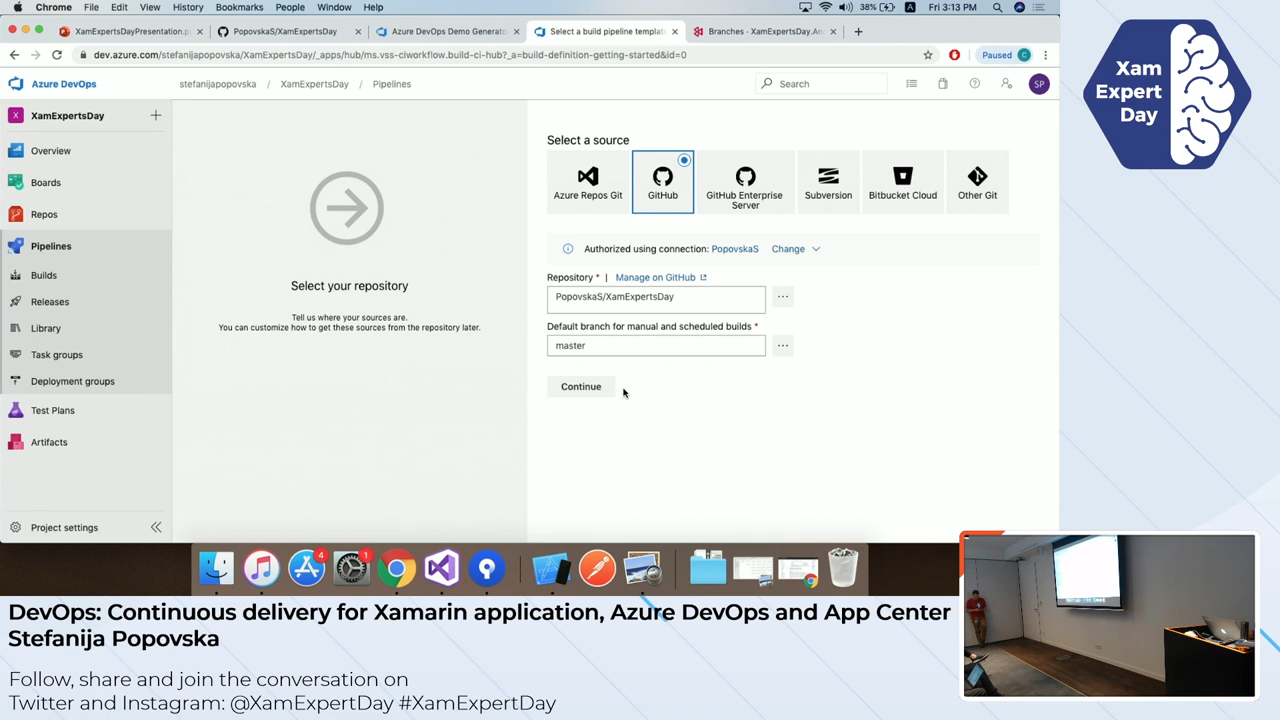 Chrome File Edit View History Bookmarks People Window Help
38% A Fri 3:13 PM
XamExpertsDayPresentation.p
PopovskaS/XamExpertsDay
Azure DevOps Demo Generato
Select a build pipeline templat
Branches - XamExpertsDay.An
dev.azure.com/stefanijapopovska/XamExpertsDay/_apps/hub/ms.vss-ciworkflow.build-ci-hub?_a=build-definition-getting-started&id=0
Paused C
Azure DevOps
stefanijapopovska / XamExpertsDay / Pipelines
Search
SP
X XamExpertsDay +
Overview
Boards
Repos
Pipelines
Builds
Releases
Library
Task groups
Deployment groups
Test Plans
Artifacts
Project settings
Select your repository
Tell us where your sources are.
You can customize how to get these sources from the repository later.
Select a source
Azure Repos Git
GitHub
GitHub Enterprise
Server
Subversion
Bitbucket Cloud
Other Git
Authorized using connection: PopovskaS Change
Repository * | Manage on GitHub
PopovskaS/XamExpertsDay
Default branch for manual and scheduled builds *
master
Continue
4
1
Xam
Expert
Day
DevOps: Continuous delivery for Xamarin application, Azure DevOps and App Center
Stefanija Popovska
Follow, share and join the conversation on
Twitter and Instagram: @XamExpertDay #XamExpertDay